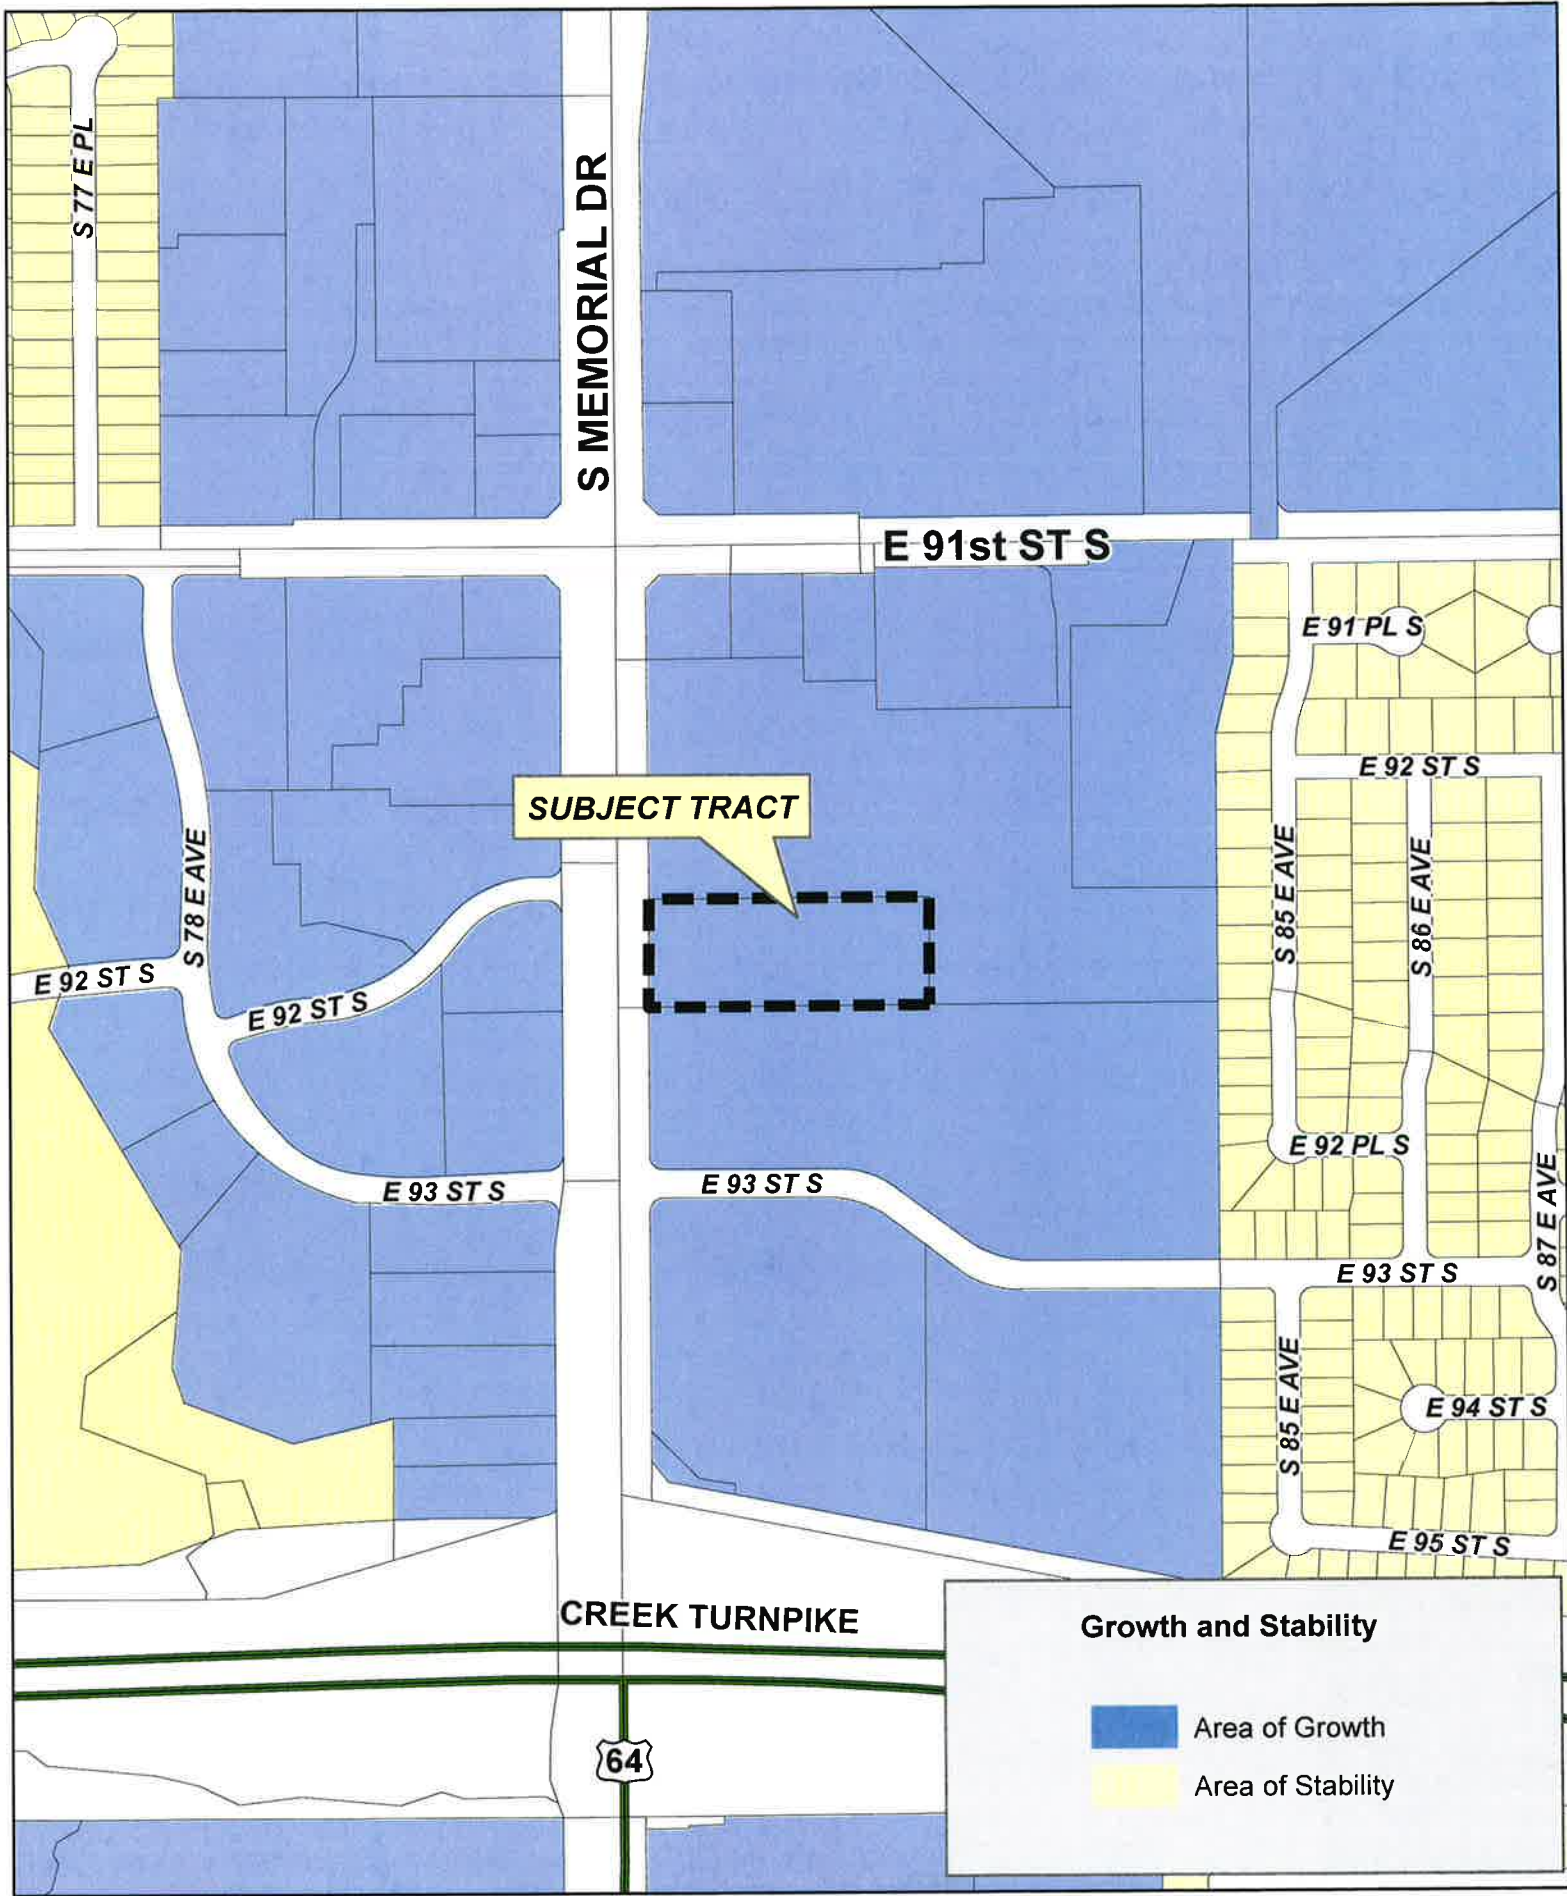 S 77 E PL
S MEMORIAL DR
E 91st ST S
E 91 PL S
E 92 ST S
SUBJECT TRACT
S 78 E AVE
S 85 E AVE
S 86 E AVE
E 92 ST S
E 92 ST S
E 92 PL S
E 93 ST S
E 93 ST S
S 87 E AVE
E 93 ST S
S 85 E AVE
E 94 ST S
E 95 ST S
CREEK TURNPIKE
64
Growth and Stability
Area of Growth
Area of Stability